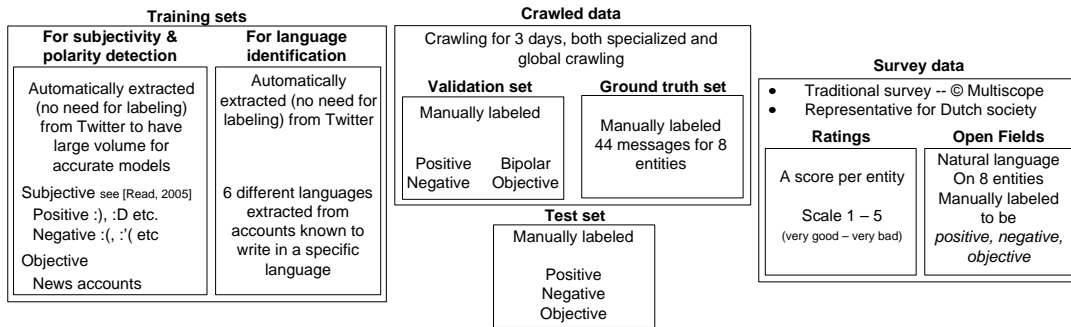 Training sets
For subjectivity &
polarity detection
Automatically extracted
(no need for labeling)
from Twitter to have
large volume for
accurate models
Subjective see [Read, 2005]
Positive :), :D etc.
Negative :(, :'( etc
Objective
News accounts
For language
identification
Automatically
extracted (no need for
labeling) from Twitter
6 different languages
extracted from
accounts known to
write in a specific
language
Crawled data
Crawling for 3 days, both specialized and
global crawling
Validation set
Manually labeled
Positive Bipolar
Negative Objective
Ground truth set
Manually labeled
44 messages for 8
entities
Test set
Manually labeled
Positive
Negative
Objective
Survey data
• Traditional survey -- © Multiscope
• Representative for Dutch society
Ratings
A score per entity
Scale 1 – 5
(very good – very bad)
Open Fields
Natural language
On 8 entities
Manually labeled
to be
positive, negative,
objective